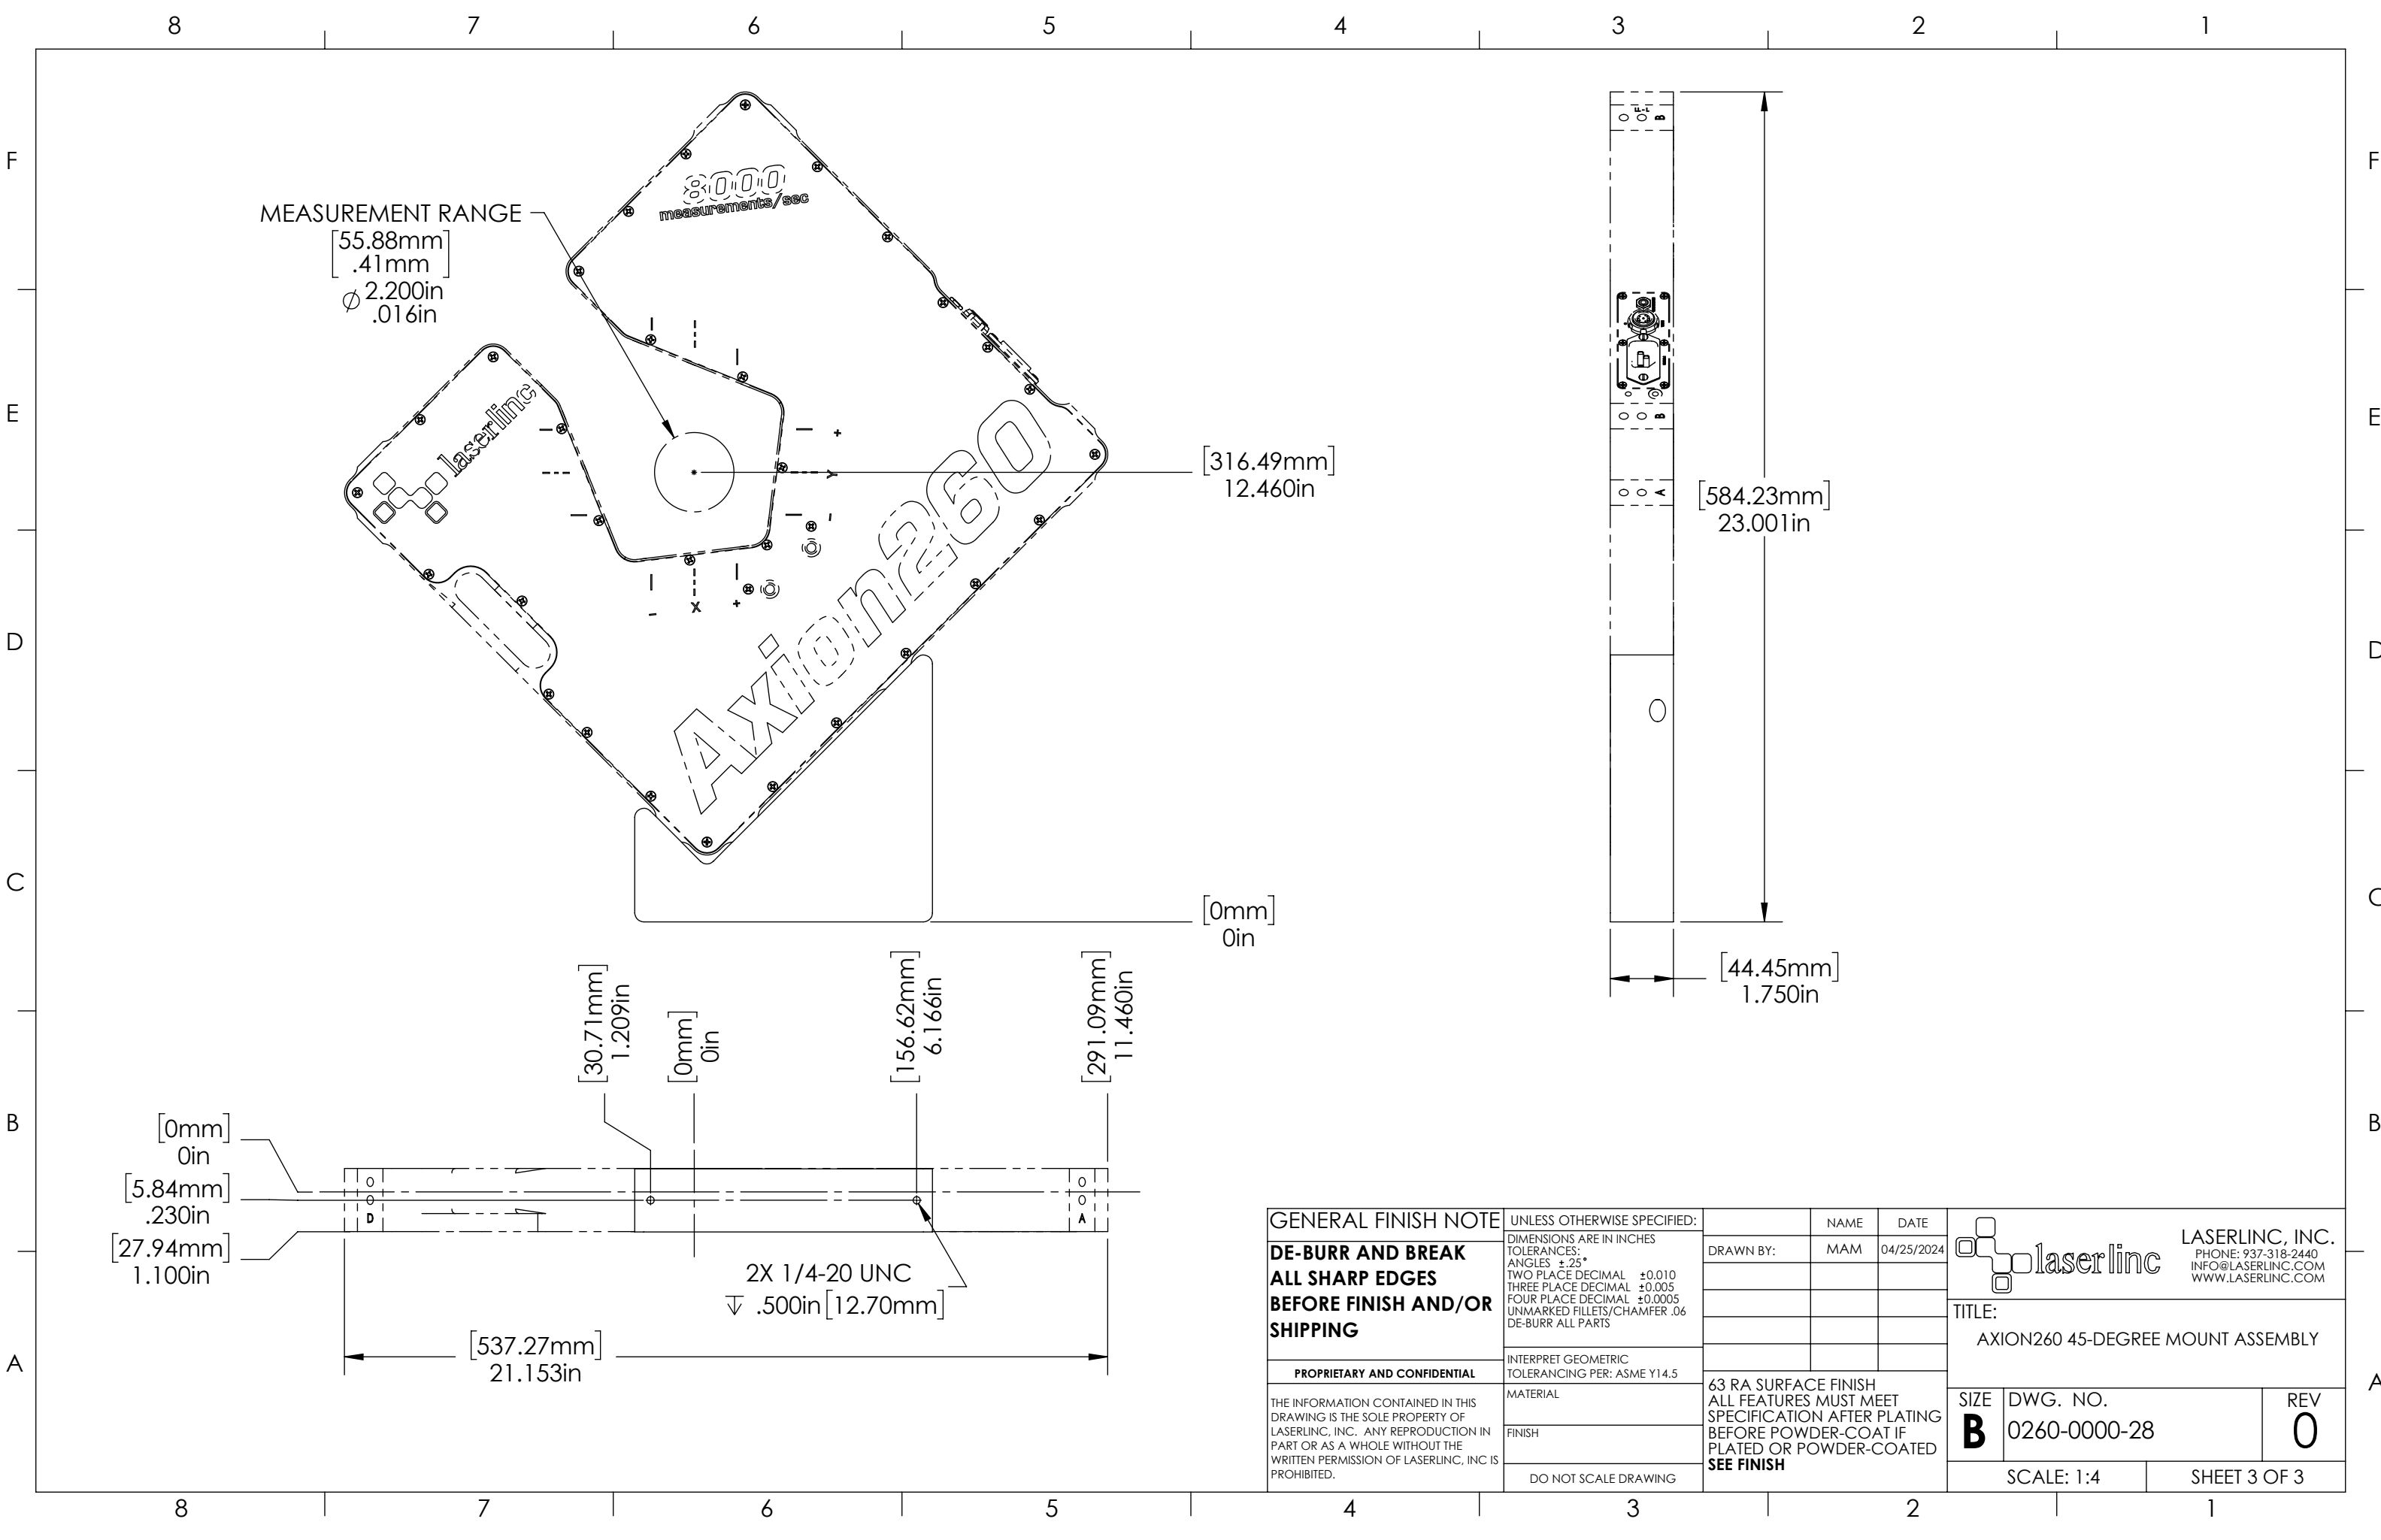 8 7 6 5 4 3 2 1
F F
E E
D D
C C
B B
A A
8000
measurements/sec
MEASUREMENT RANGE
[55.88mm]
.41mm
⌀ 2.200in
.016in
laserlinc
Axion260
+
Y
-
- X +
[316.49mm]
12.460in
[0mm]
0in
B
B
A
[584.23mm]
23.001in
[44.45mm]
1.750in
[30.71mm]
1.209in
[0mm]
0in
[156.62mm]
6.166in
[291.09mm]
11.460in
[0mm]
0in
[5.84mm]
.230in
[27.94mm]
1.100in
D
A
2X 1/4-20 UNC
↧ .500in[12.70mm]
[537.27mm]
21.153in
GENERAL FINISH NOTE
DE-BURR AND BREAK
ALL SHARP EDGES
BEFORE FINISH AND/OR
SHIPPING
PROPRIETARY AND CONFIDENTIAL
THE INFORMATION CONTAINED IN THIS
DRAWING IS THE SOLE PROPERTY OF
LASERLINC, INC. ANY REPRODUCTION IN
PART OR AS A WHOLE WITHOUT THE
WRITTEN PERMISSION OF LASERLINC, INC IS
PROHIBITED.
UNLESS OTHERWISE SPECIFIED:
DIMENSIONS ARE IN INCHES
TOLERANCES:
ANGLES ±.25°
TWO PLACE DECIMAL ±0.010
THREE PLACE DECIMAL ±0.005
FOUR PLACE DECIMAL ±0.0005
UNMARKED FILLETS/CHAMFER .06
DE-BURR ALL PARTS
INTERPRET GEOMETRIC
TOLERANCING PER: ASME Y14.5
MATERIAL
FINISH
DO NOT SCALE DRAWING
NAME DATE
DRAWN BY: MAM 04/25/2024
63 RA SURFACE FINISH
ALL FEATURES MUST MEET
SPECIFICATION AFTER PLATING
BEFORE POWDER-COAT IF
PLATED OR POWDER-COATED
SEE FINISH
laserlinc
LASERLINC, INC.
PHONE: 937-318-2440
INFO@LASERLINC.COM
WWW.LASERLINC.COM
TITLE:
AXION260 45-DEGREE MOUNT ASSEMBLY
SIZE DWG. NO. REV
B 0260-0000-28 0
SCALE: 1:4 SHEET 3 OF 3
8 7 6 5 4 3 2 1